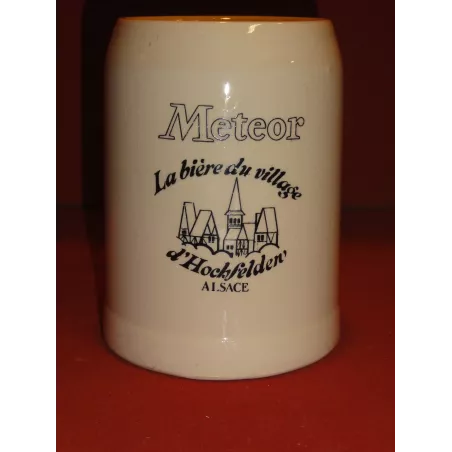 Meteor
La bière du village
d'Hochfelden
ALSACE